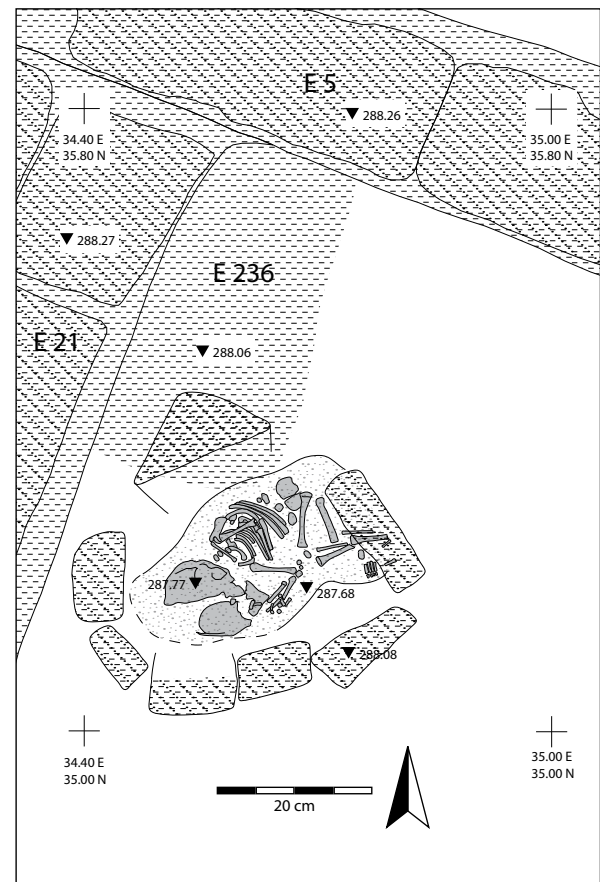 E 5
288.26
34.40 E
35.80 N
35.00 E
35.80 N
288.27
E 236
E 21
288.06
287.77
287.68
288.08
34.40 E
35.00 N
35.00 E
35.00 N
20 cm